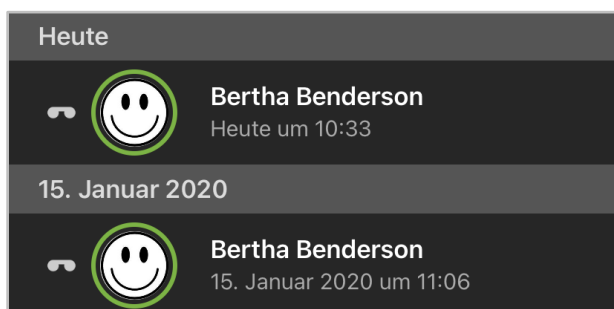 Heute
Bertha Benderson
Heute um 10:33
15. Januar 2020
Bertha Benderson
15. Januar 2020 um 11:06